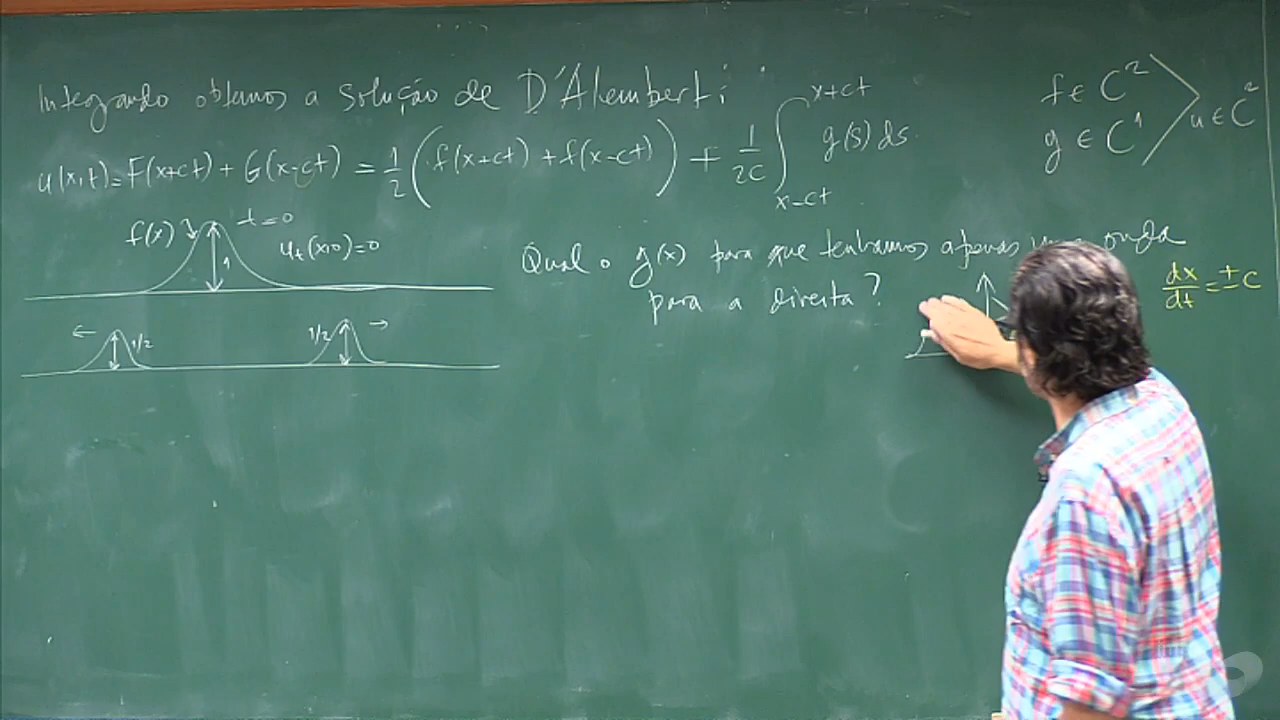 Integrando obtemos a solução de D'Alembert:
u(x,t) = F(x+ct) + G(x-ct) = 1/2 (f(x+ct) + f(x-ct)) + 1/2c ∫_{x-ct}^{x+ct} g(s) ds.
f ∈ C²
g ∈ C¹
u ∈ C²
f(x)
t=0
1
u_t(x,0)=0
1/2
1/2
Qual o g(x) para que tenhamos apenas onda
para a direita?
dx/dt = ± c